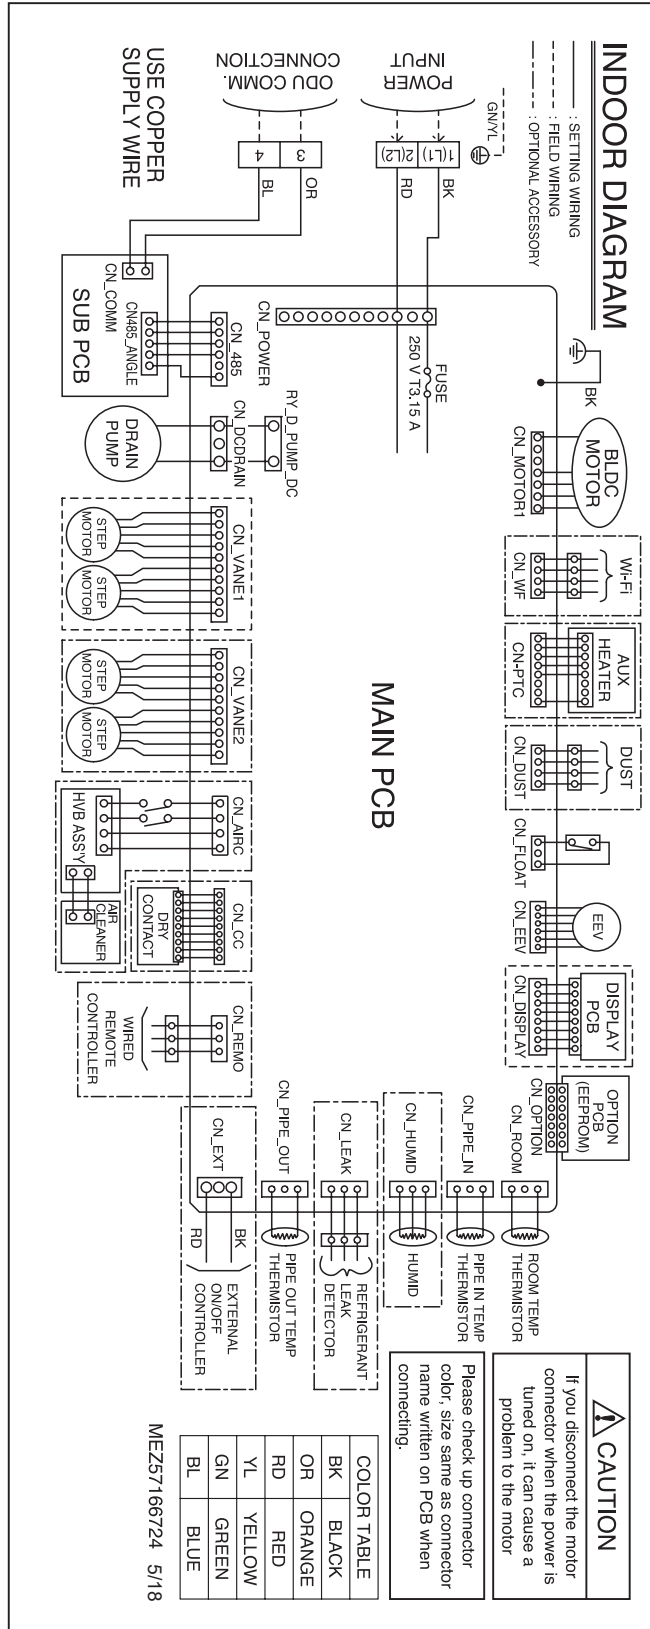 INDOOR DIAGRAM
: SETTING WIRING
: FIELD WIRING
: OPTIONAL ACCESSORY
GN/YL
POWER
INPUT
1(L1)
2(L2)
BK
RD
ODU COMM.
CONNECTION
3
4
OR
BL
USE COPPER
SUPPLY WIRE
BK
FUSE
250 V T3.15 A
CN_POWER
CN_COMM
CN485_ANGLE
SUB PCB
CN_485
BLDC
MOTOR
CN_MOTOR1
RY_D_PUMP_DC
CN_DCDRAIN
DRAIN
PUMP
Wi-Fi
CN_WF
CN_VANE1
STEP
MOTOR
STEP
MOTOR
AUX
HEATER
CN-PTC
CN_VANE2
STEP
MOTOR
STEP
MOTOR
MAIN PCB
DUST
CN_DUST
CN_FLOAT
CN_AIRC
HVB ASS'Y
AIR
CLEANER
EEV
CN_EEV
CN_CC
DRY
CONTACT
DISPLAY
PCB
CN_DISPLAY
CN_REMO
WIRED
REMOTE
CONTROLLER
OPTION
PCB
(EEPROM)
CN_OPTION
CN_ROOM
ROOM TEMP
THERMISTOR
CN_PIPE_IN
PIPE IN TEMP
THERMISTOR
CN_HUMID
HUMID
CN_LEAK
REFRIGERANT
LEAK
DETECTOR
CN_PIPE_OUT
PIPE OUT TEMP
THERMISTOR
CN_EXT
BK
RD
EXTERNAL
ON/OFF
CONTROLLER
CAUTION
If you disconnect the motor
connector when the power is
tuned on, it can cause a
problem to the motor
Please check up connector
color, size same as connector
name written on PCB when
connecting.
COLOR TABLE
BK BLACK
OR ORANGE
RD RED
YL YELLOW
GN GREEN
BL BLUE
MEZ57166724 5/18